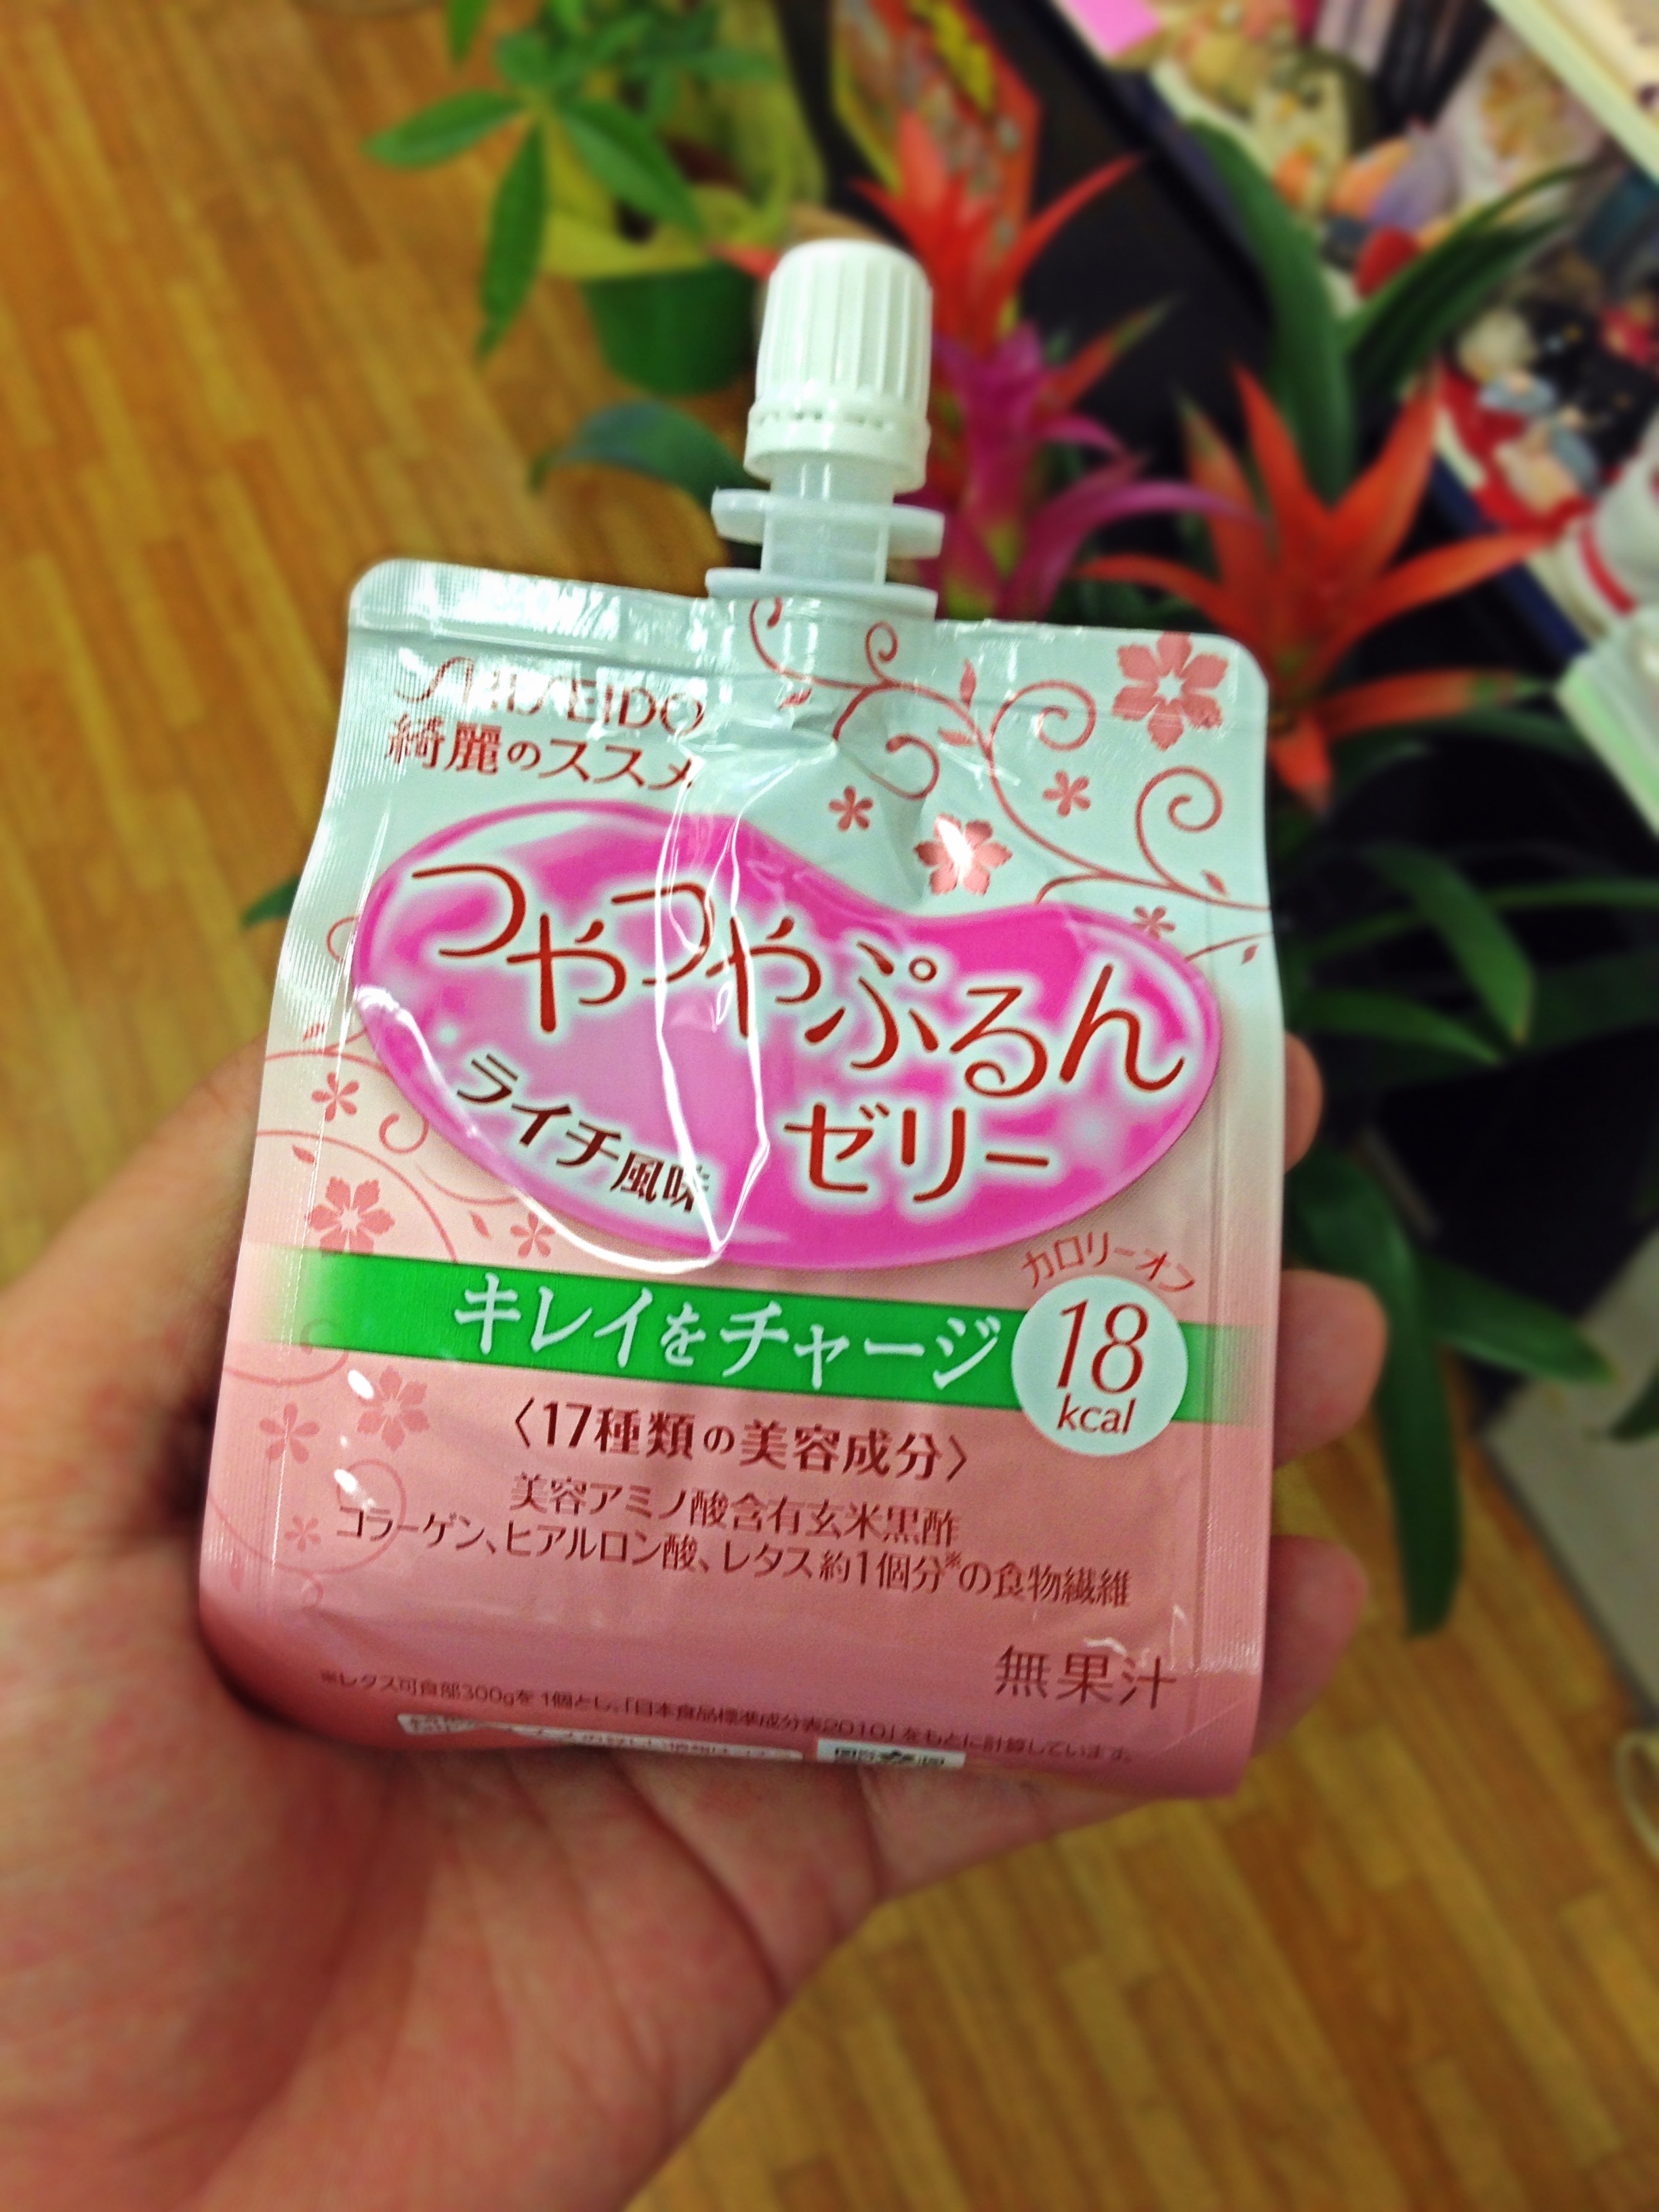 SHISEIDO
綺麗のススメ
つやつやぷるん
ゼリー
ライチ風味
カロリーオフ
18
kcal
キレイをチャージ
〈17種類の美容成分〉
美容アミノ酸含有玄米黒酢
コラーゲン、ヒアルロン酸、レタス約1個分※の食物繊維
無果汁
※レタス可食部300gを1個とし、「日本食品標準成分表2010」をもとに計算しています。